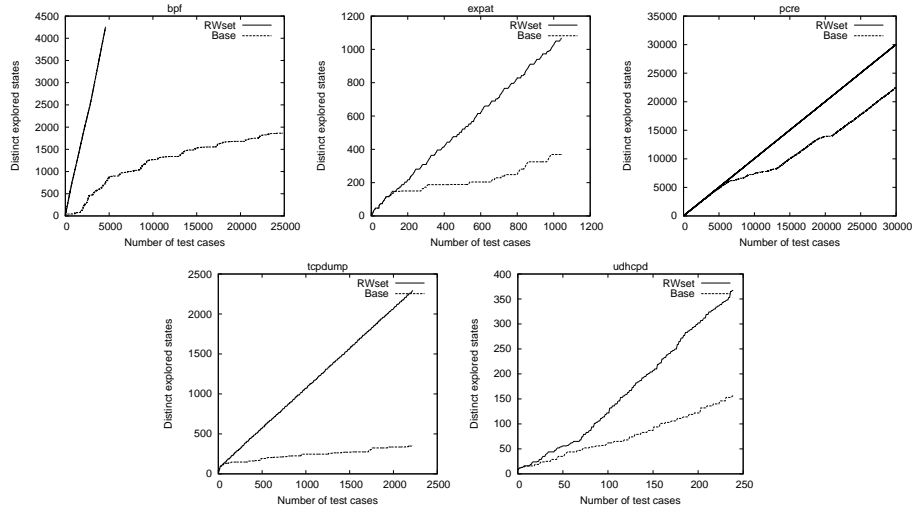 bpf
RWset
Base
4500
4000
3500
3000
2500
2000
1500
1000
500
0
0 5000 10000 15000 20000 25000
Distinct explored states
Number of test cases
expat
RWset
Base
1200
1000
800
600
400
200
0
0 200 400 600 800 1000 1200
Distinct explored states
Number of test cases
pcre
RWset
Base
35000
30000
25000
20000
15000
10000
5000
0
0 5000 10000 15000 20000 25000 30000
Distinct explored states
Number of test cases
tcpdump
RWset
Base
2500
2000
1500
1000
500
0
0 500 1000 1500 2000 2500
Distinct explored states
Number of test cases
udhcpd
RWset
Base
400
350
300
250
200
150
100
50
0
0 50 100 150 200 250
Distinct explored states
Number of test cases